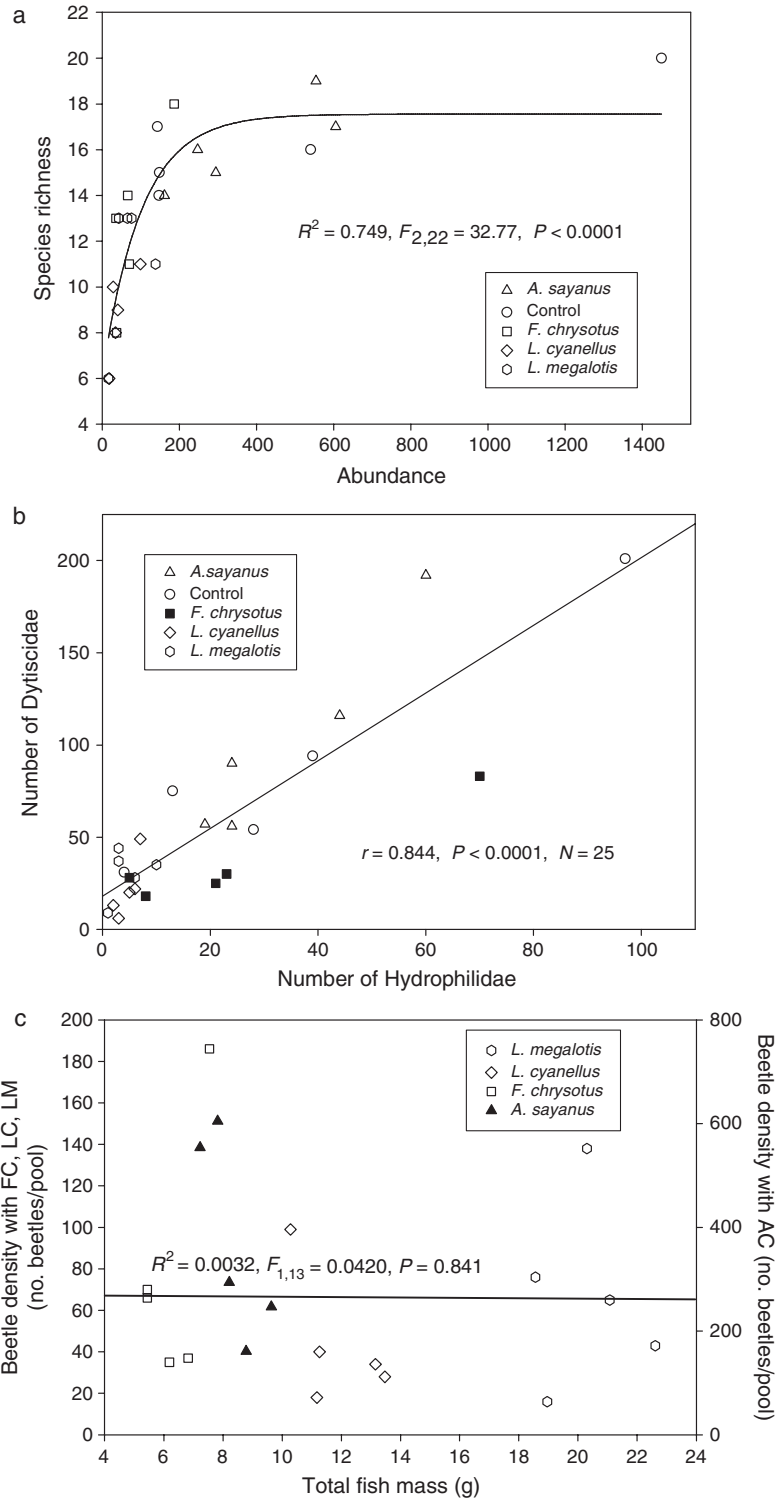 a
22
20
18
16
14
12
10
8
6
4
Species richness
R² = 0.749, F2,22 = 32.77, P < 0.0001
A. sayanus
Control
F. chrysotus
L. cyanellus
L. megalotis
0 200 400 600 800 1000 1200 1400
Abundance
b
200
150
100
50
0
Number of Dytiscidae
A.sayanus
Control
F. chrysotus
L. cyanellus
L. megalotis
r = 0.844, P < 0.0001, N = 25
0 20 40 60 80 100
Number of Hydrophilidae
c
200
180
160
140
120
100
80
60
40
20
0
Beetle density with FC, LC, LM
(no. beetles/pool)
L. megalotis
L. cyanellus
F. chrysotus
A. sayanus
R² = 0.0032, F1,13 = 0.0420, P = 0.841
800
600
400
200
0
Beetle density with AC (no. beetles/pool)
4 6 8 10 12 14 16 18 20 22 24
Total fish mass (g)